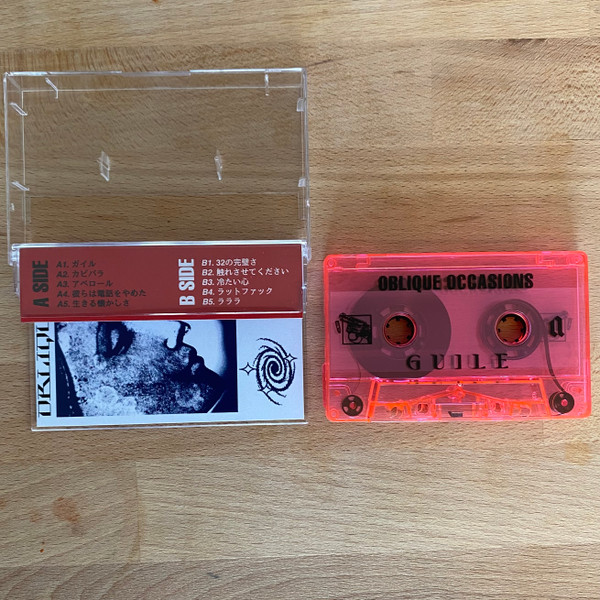 A SIDE
A1. ガイル
A2. カピバラ
A3. アペロール
A4. 彼らは電話をやめた
A5. 生きる懐かしさ
B SIDE
B1. 32の完璧さ
B2. 触れさせてください
B3. 冷たい心
B4. ラットファック
B5. ラララ
OBLIQUE OCCASIONS
GUILE
a